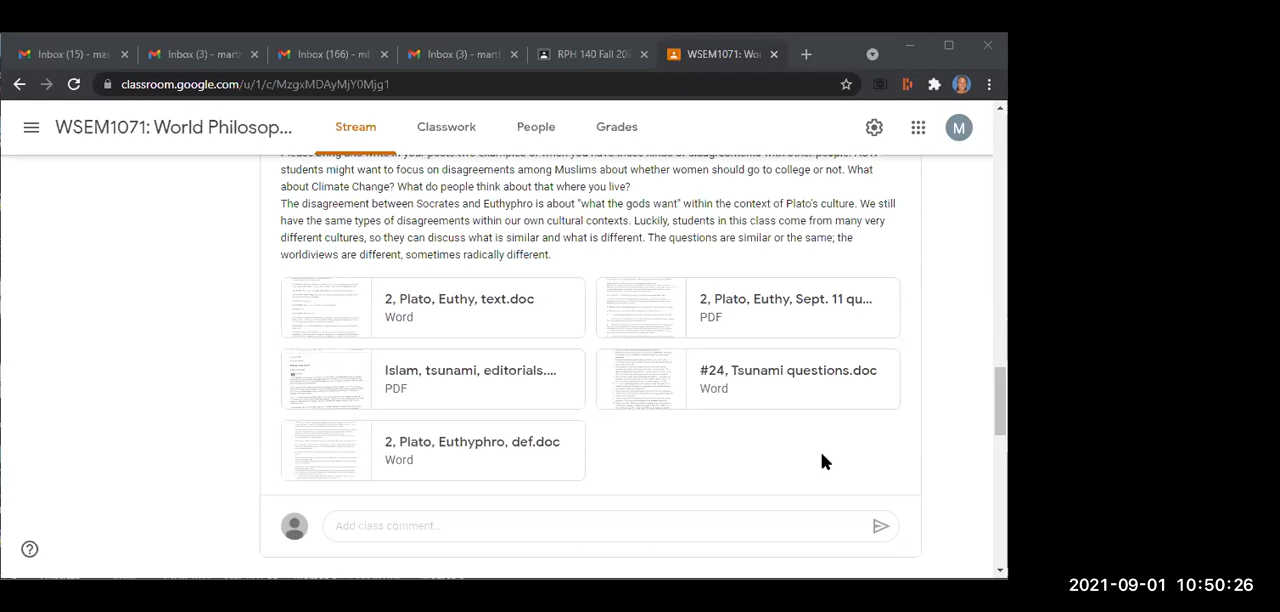 Inbox (15) - ma
Inbox (3) - mart
Inbox (166) - m
Inbox (3) - mart
RPH 140 Fall 20
WSEM1071: Wo
classroom.google.com/u/1/c/MzgxMDAyMjY0Mjg1
WSEM1071: World Philosop...
Stream
Classwork
People
Grades
M
students might want to focus on disagreements among Muslims about whether women should go to college or not. What
about Climate Change? What do people think about that where you live?
The disagreement between Socrates and Euthyphro is about "what the gods want" within the context of Plato's culture. We still
have the same types of disagreements within our own cultural contexts. Luckily, students in this class come from many very
different cultures, so they can discuss what is similar and what is different. The questions are similar or the same; the
worldiviews are different, sometimes radically different.
2, Plato, Euthy, text.doc
Word
2, Plato, Euthy, Sept. 11 qu...
PDF
Islam, tsunami, editorials....
PDF
#24, Tsunami questions.doc
Word
2, Plato, Euthyphro, def.doc
Word
Add class comment...
2021-09-01 10:50:26